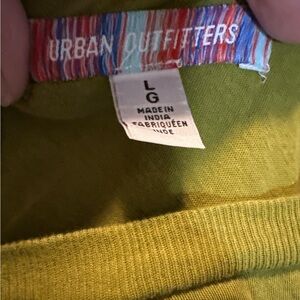 URBAN OUTFITTERS
L
G
MADE IN
INDIA
FABRIQUÉ EN
INDE